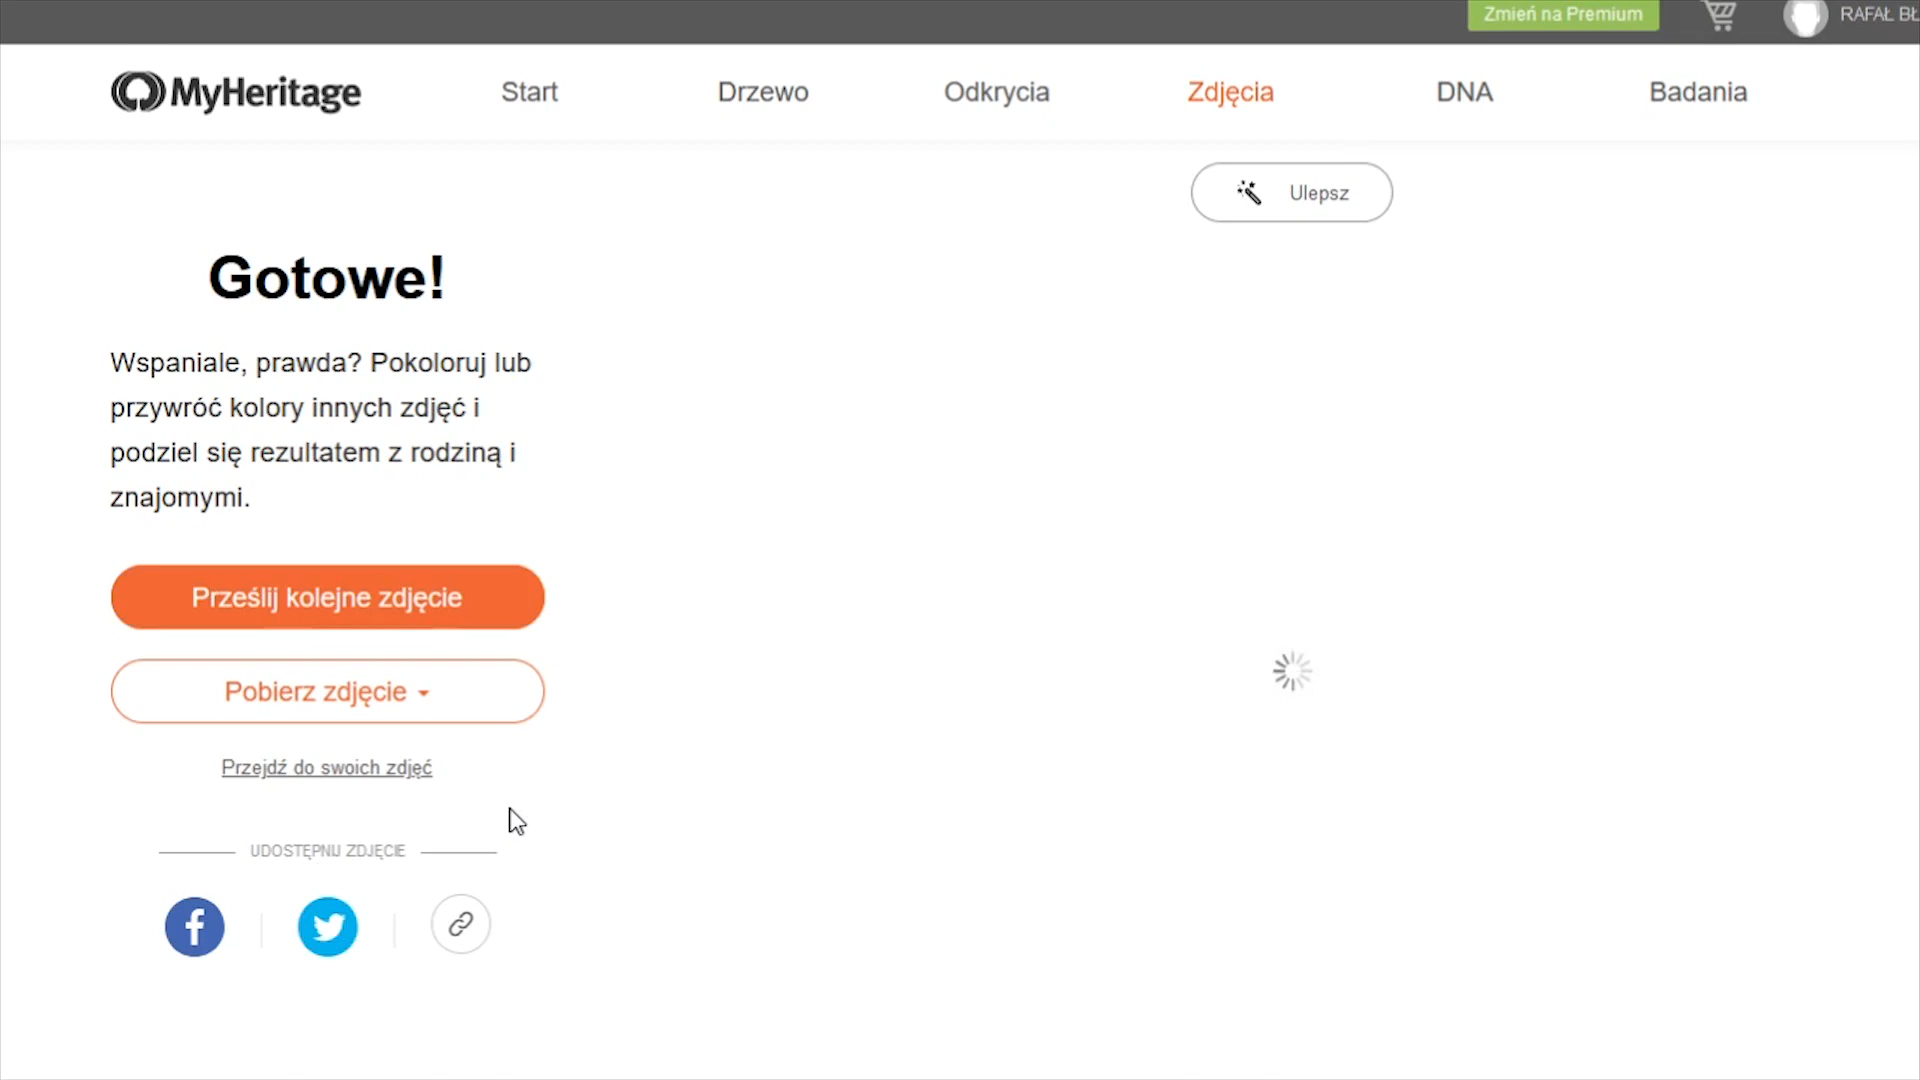 Zmień na Premium
RAFAŁ
MyHeritage
Start
Drzewo
Odkrycia
Zdjęcia
DNA
Badania
Ulepsz
Gotowe!
Wspaniale, prawda? Pokoloruj lub
przywróć kolory innych zdjęć i
podziel się rezultatem z rodziną i
znajomymi.
Prześlij kolejne zdjęcie
Pobierz zdjęcie
Przejdź do swoich zdjęć
UDOSTĘPNIJ ZDJĘCIE